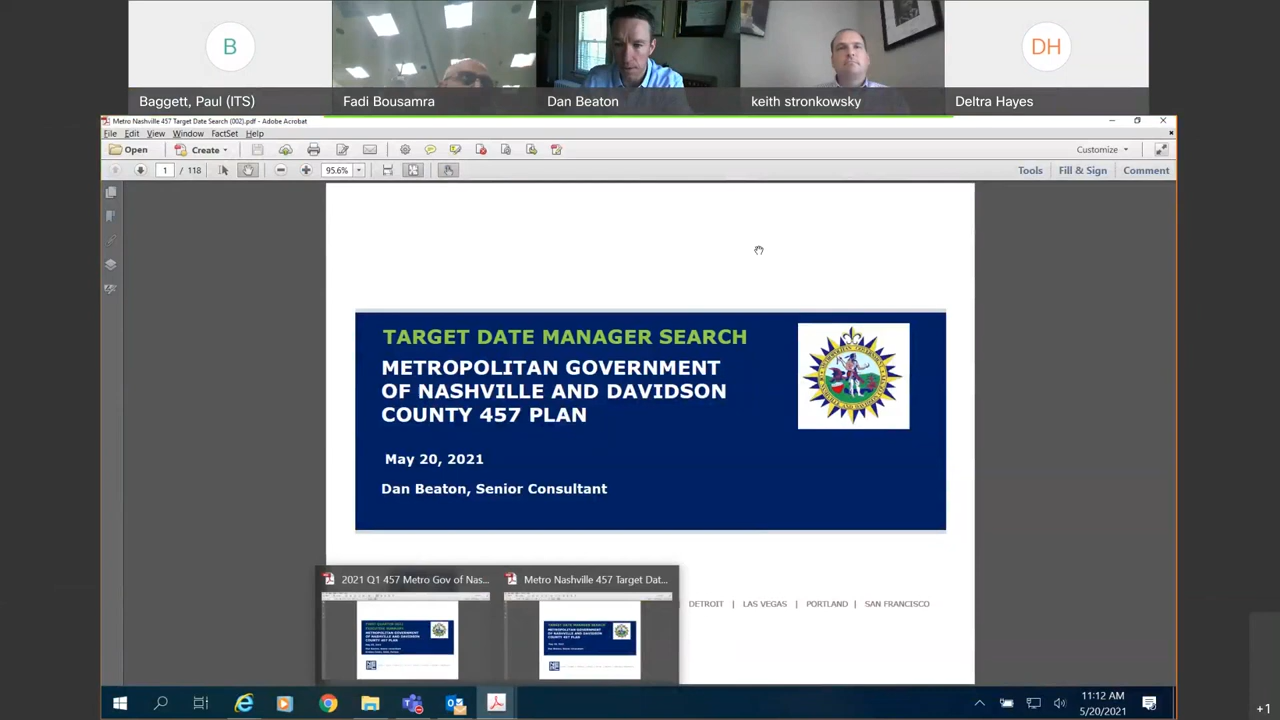 B
DH
Baggett, Paul (ITS)
Fadi Bousamra
Dan Beaton
keith stronkowsky
Deltra Hayes
Metro Nashville 457 Target Date Search (002).pdf - Adobe Acrobat
File Edit View Window FactSet Help
Open
Create
Customize
1 / 118
95.6%
Tools
Fill & Sign
Comment
TARGET DATE MANAGER SEARCH
METROPOLITAN GOVERNMENT
OF NASHVILLE AND DAVIDSON
COUNTY 457 PLAN
May 20, 2021
Dan Beaton, Senior Consultant
2021 Q1 457 Metro Gov of Nas...
Metro Nashville 457 Target Dat...
| DETROIT | LAS VEGAS | PORTLAND | SAN FRANCISCO
11:12 AM
5/20/2021
+1